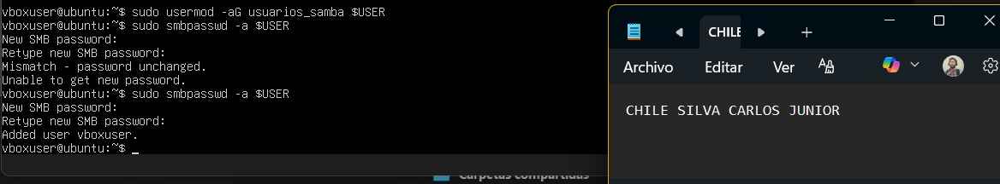 vboxuser@ubuntu:~$ sudo usermod -aG usuarios_samba $USER
vboxuser@ubuntu:~$ sudo smbpasswd -a $USER
New SMB password:
Retype new SMB password:
Mismatch - password unchanged.
Unable to get new password.
vboxuser@ubuntu:~$ sudo smbpasswd -a $USER
New SMB password:
Retype new SMB password:
Added user vboxuser.
vboxuser@ubuntu:~$ _
Carpetas compartidas
CHILE
Archivo Editar Ver
CHILE SILVA CARLOS JUNIOR